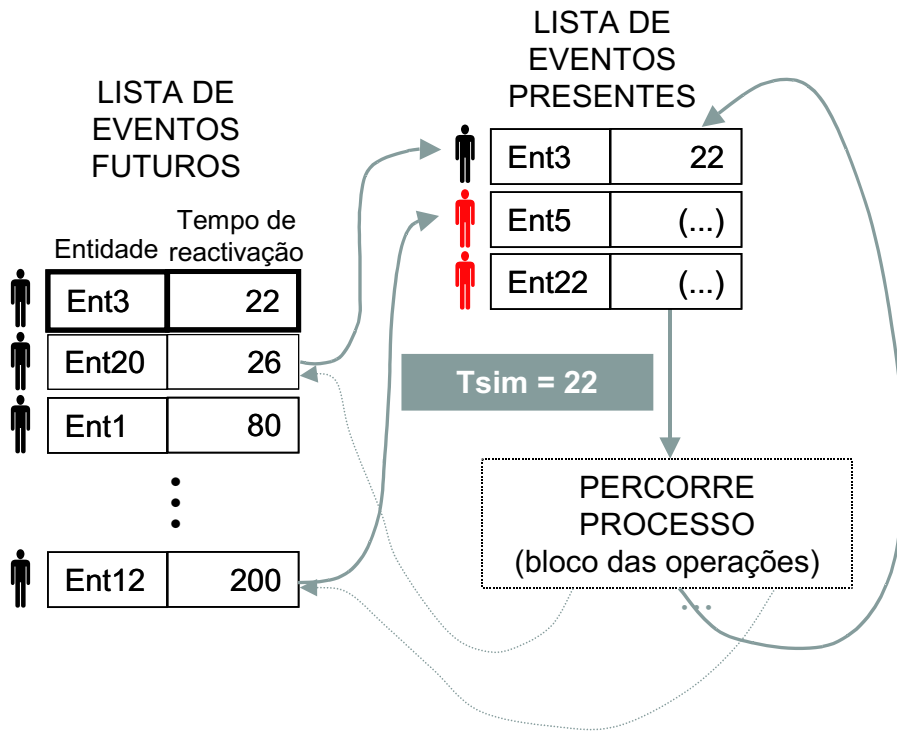 LISTA DE
EVENTOS
PRESENTES
Ent3 22
Ent5 (...)
Ent22 (...)
LISTA DE
EVENTOS
FUTUROS
Entidade Tempo de
reactivação
Ent3 22
Ent20 26
Ent1 80
Ent12 200
Tsim = 22
PERCORRE
PROCESSO
(bloco das operações)
...